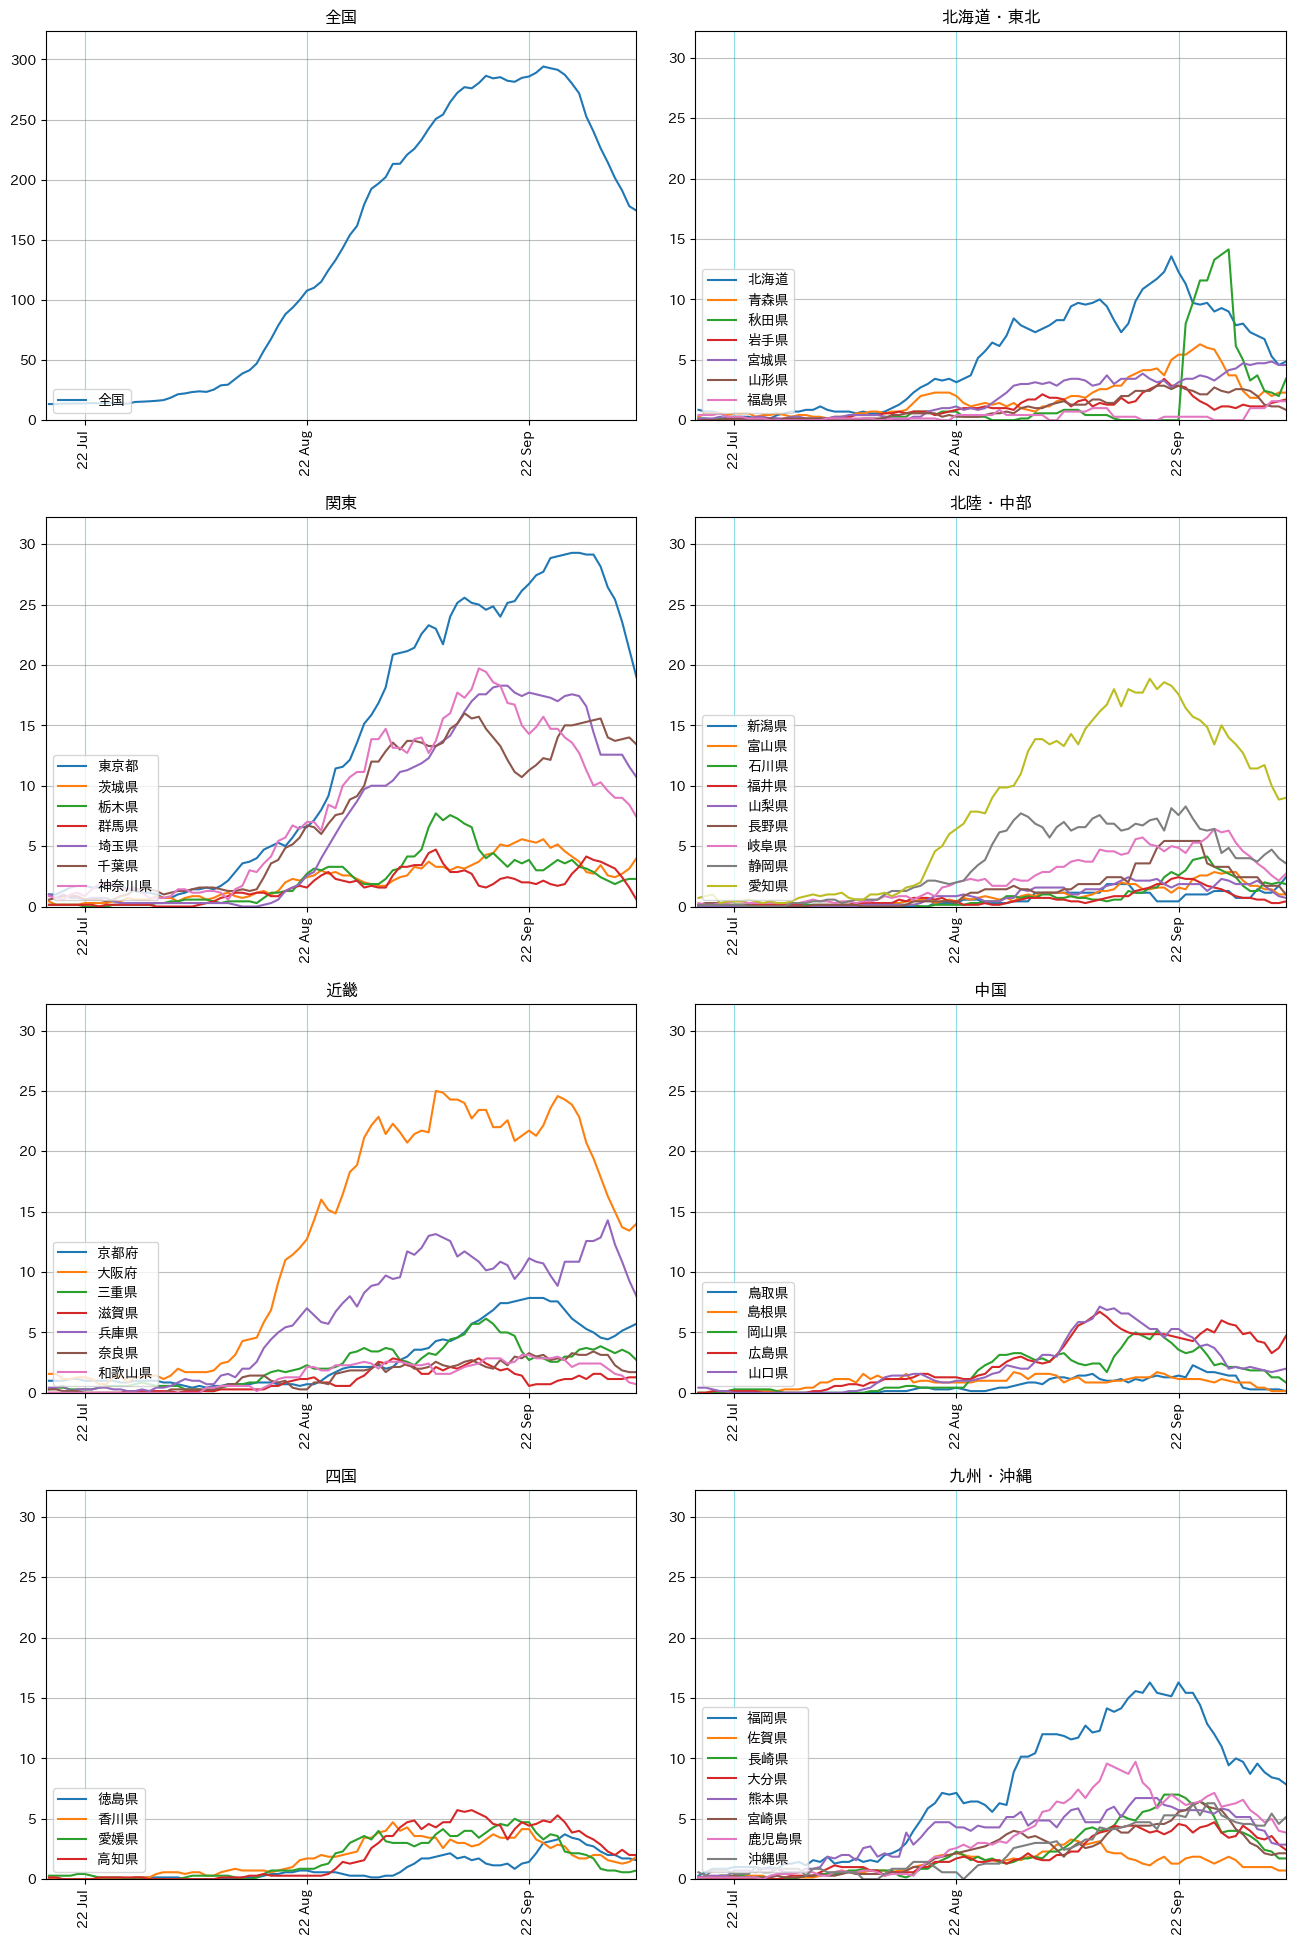 全国
300
250
200
150
100
50
0
全国
22 Jul
22 Aug
22 Sep
北海道・東北
30
25
20
15
10
5
0
北海道
青森県
秋田県
岩手県
宮城県
山形県
福島県
22 Jul
22 Aug
22 Sep
関東
30
25
20
15
10
5
0
東京都
茨城県
栃木県
群馬県
埼玉県
千葉県
神奈川県
22 Jul
22 Aug
22 Sep
北陸・中部
30
25
20
15
10
5
0
新潟県
富山県
石川県
福井県
山梨県
長野県
岐阜県
静岡県
愛知県
22 Jul
22 Aug
22 Sep
近畿
30
25
20
15
10
5
0
京都府
大阪府
三重県
滋賀県
兵庫県
奈良県
和歌山県
22 Jul
22 Aug
22 Sep
中国
30
25
20
15
10
5
0
鳥取県
島根県
岡山県
広島県
山口県
22 Jul
22 Aug
22 Sep
四国
30
25
20
15
10
5
0
徳島県
香川県
愛媛県
高知県
22 Jul
22 Aug
22 Sep
九州・沖縄
30
25
20
15
10
5
0
福岡県
佐賀県
長崎県
大分県
熊本県
宮崎県
鹿児島県
沖縄県
22 Jul
22 Aug
22 Sep